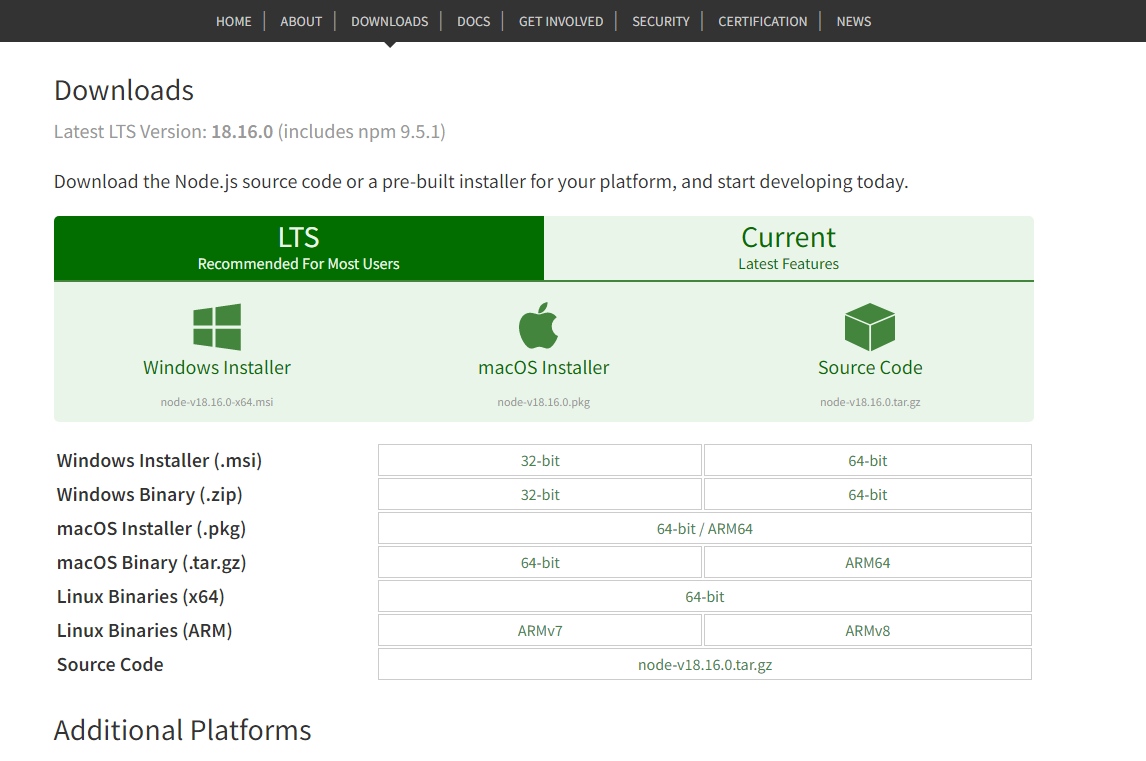 HOME ABOUT DOWNLOADS DOCS GET INVOLVED SECURITY CERTIFICATION NEWS
Downloads
Latest LTS Version: 18.16.0 (includes npm 9.5.1)
Download the Node.js source code or a pre-built installer for your platform, and start developing today.
LTS Current
Recommended For Most Users Latest Features
Windows Installer macOS Installer Source Code
node-v18.16.0-x64.msi node-v18.16.0.pkg node-v18.16.0.tar.gz
Windows Installer (.msi) 32-bit 64-bit
Windows Binary (.zip) 32-bit 64-bit
macOS Installer (.pkg) 64-bit / ARM64
macOS Binary (.tar.gz) 64-bit ARM64
Linux Binaries (x64) 64-bit
Linux Binaries (ARM) ARMv7 ARMv8
Source Code node-v18.16.0.tar.gz
Additional Platforms